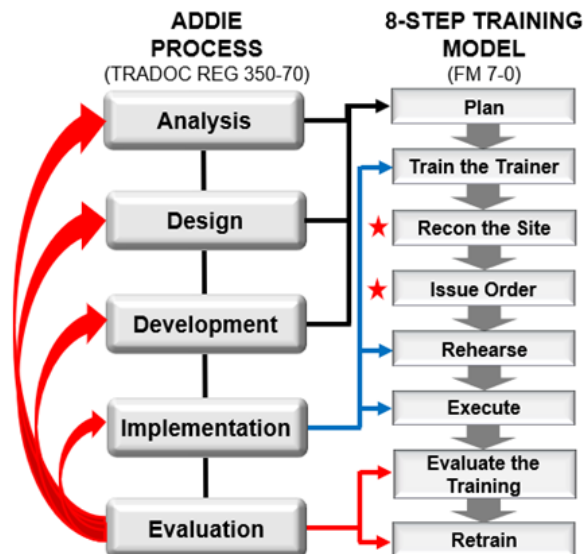 ADDIE
PROCESS
(TRADOC REG 350-70)
Analysis
Design
Development
Implementation
Evaluation
8-STEP TRAINING
MODEL
(FM 7-0)
Plan
Train the Trainer
Recon the Site
Issue Order
Rehearse
Execute
Evaluate the
Training
Retrain